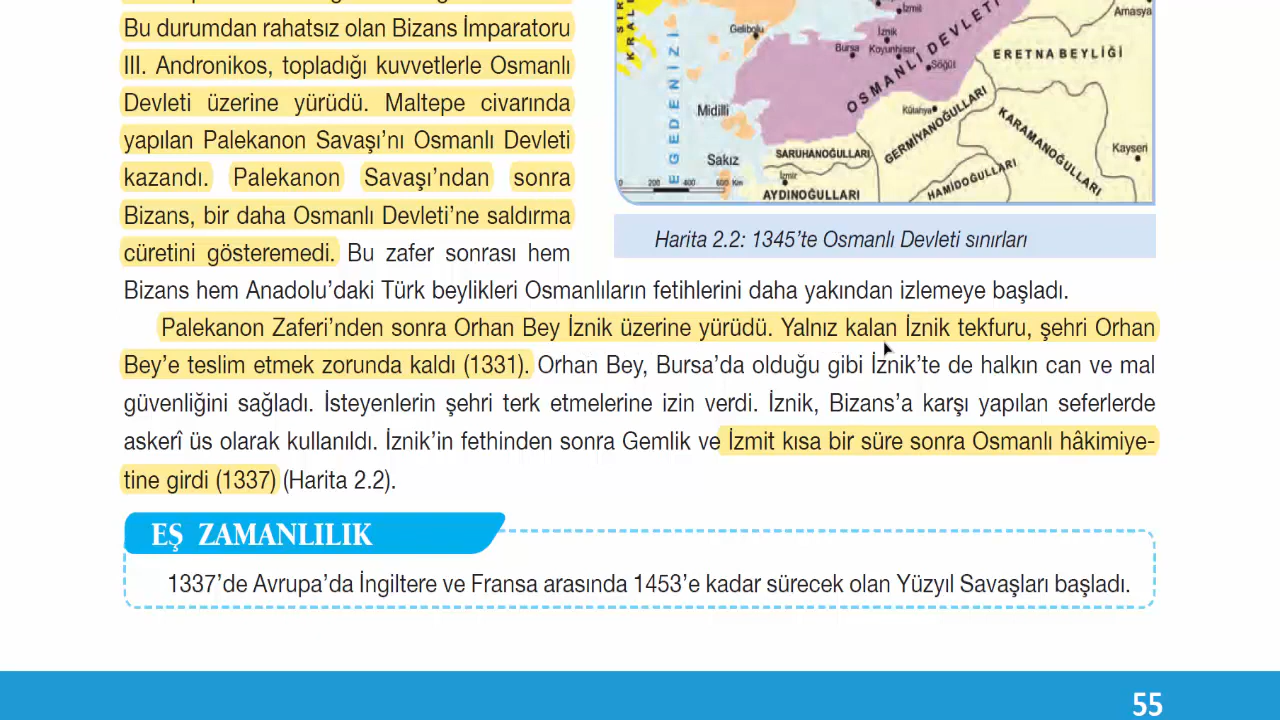 Bu durumdan rahatsız olan Bizans İmparatoru
III. Andronikos, topladığı kuvvetlerle Osmanlı
Devleti üzerine yürüdü. Maltepe civarında
yapılan Palekanon Savaşı’nı Osmanlı Devleti
kazandı. Palekanon Savaşı’ndan sonra
Bizans, bir daha Osmanlı Devleti’ne saldırma
cüretini gösteremedi. Bu zafer sonrası hem
Bizans hem Anadolu’daki Türk beylikleri Osmanlıların fetihlerini daha yakından izlemeye başladı.
İzmit
Amasya
Gelibolu
İznik
Bursa
Koyunhisar
Söğüt
OSMANLI DEVLETİ
ERETNA BEYLİĞİ
EGE DENİZİ
Midilli
Kütahya
GERMİYANOĞULLARI
KARAMANOĞULLARI
Kayseri
Sakız
SARUHANOĞULLARI
İzmir
HAMİDOĞULLARI
AYDINOĞULLARI
0 200 400 600 Km
Harita 2.2: 1345’te Osmanlı Devleti sınırları
Palekanon Zaferi’nden sonra Orhan Bey İznik üzerine yürüdü. Yalnız kalan İznik tekfuru, şehri Orhan
Bey’e teslim etmek zorunda kaldı (1331). Orhan Bey, Bursa’da olduğu gibi İznik’te de halkın can ve mal
güvenliğini sağladı. İsteyenlerin şehri terk etmelerine izin verdi. İznik, Bizans’a karşı yapılan seferlerde
askerî üs olarak kullanıldı. İznik’in fethinden sonra Gemlik ve İzmit kısa bir süre sonra Osmanlı hâkimiye-
tine girdi (1337) (Harita 2.2).
EŞ ZAMANLILIK
1337’de Avrupa’da İngiltere ve Fransa arasında 1453’e kadar sürecek olan Yüzyıl Savaşları başladı.
55